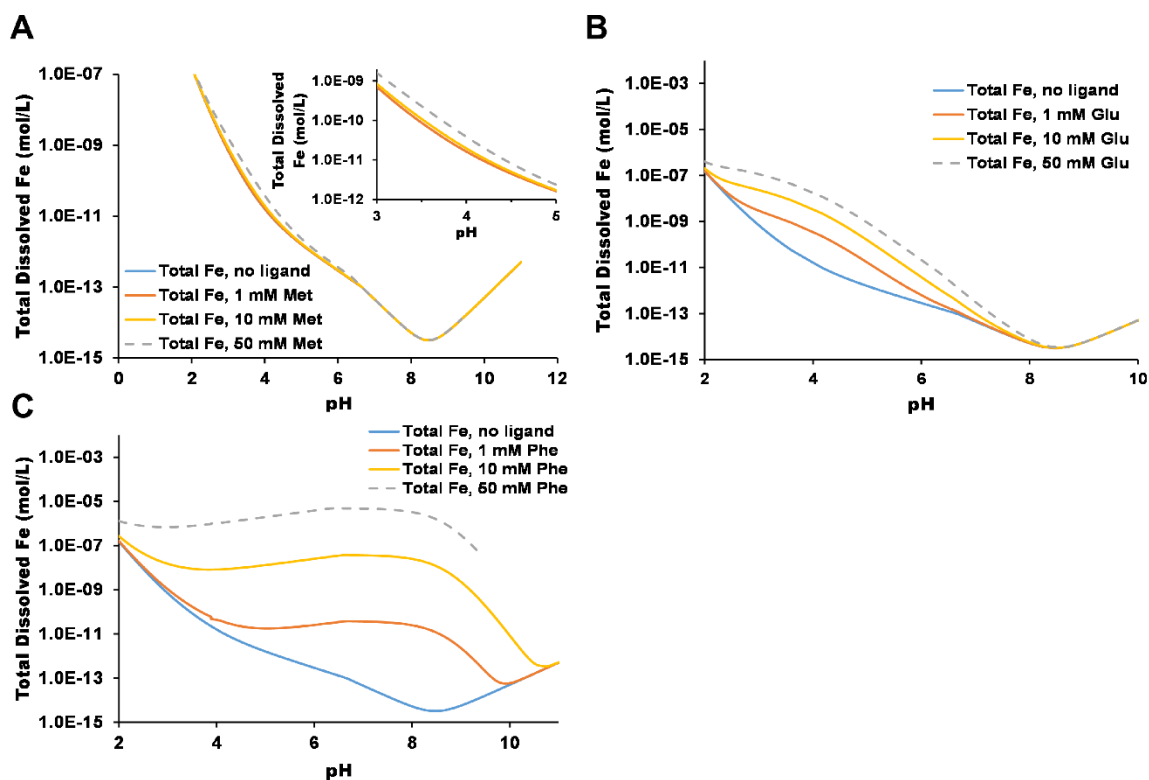 A
Total Dissolved Fe (mol/L)
1.0E-07
1.0E-09
1.0E-11
1.0E-13
1.0E-15
0
2
4
6
8
10
12
pH
Total Fe, no ligand
Total Fe, 1 mM Met
Total Fe, 10 mM Met
Total Fe, 50 mM Met
Total Dissolved
Fe (mol/L)
1.0E-09
1.0E-10
1.0E-11
1.0E-12
3
4
5
pH
B
Total Dissolved Fe (mol/L)
1.0E-03
1.0E-05
1.0E-07
1.0E-09
1.0E-11
1.0E-13
1.0E-15
2
4
6
8
10
pH
Total Fe, no ligand
Total Fe, 1 mM Glu
Total Fe, 10 mM Glu
Total Fe, 50 mM Glu
C
Total Dissolved Fe (mol/L)
1.0E-03
1.0E-05
1.0E-07
1.0E-09
1.0E-11
1.0E-13
1.0E-15
2
4
6
8
10
pH
Total Fe, no ligand
Total Fe, 1 mM Phe
Total Fe, 10 mM Phe
Total Fe, 50 mM Phe